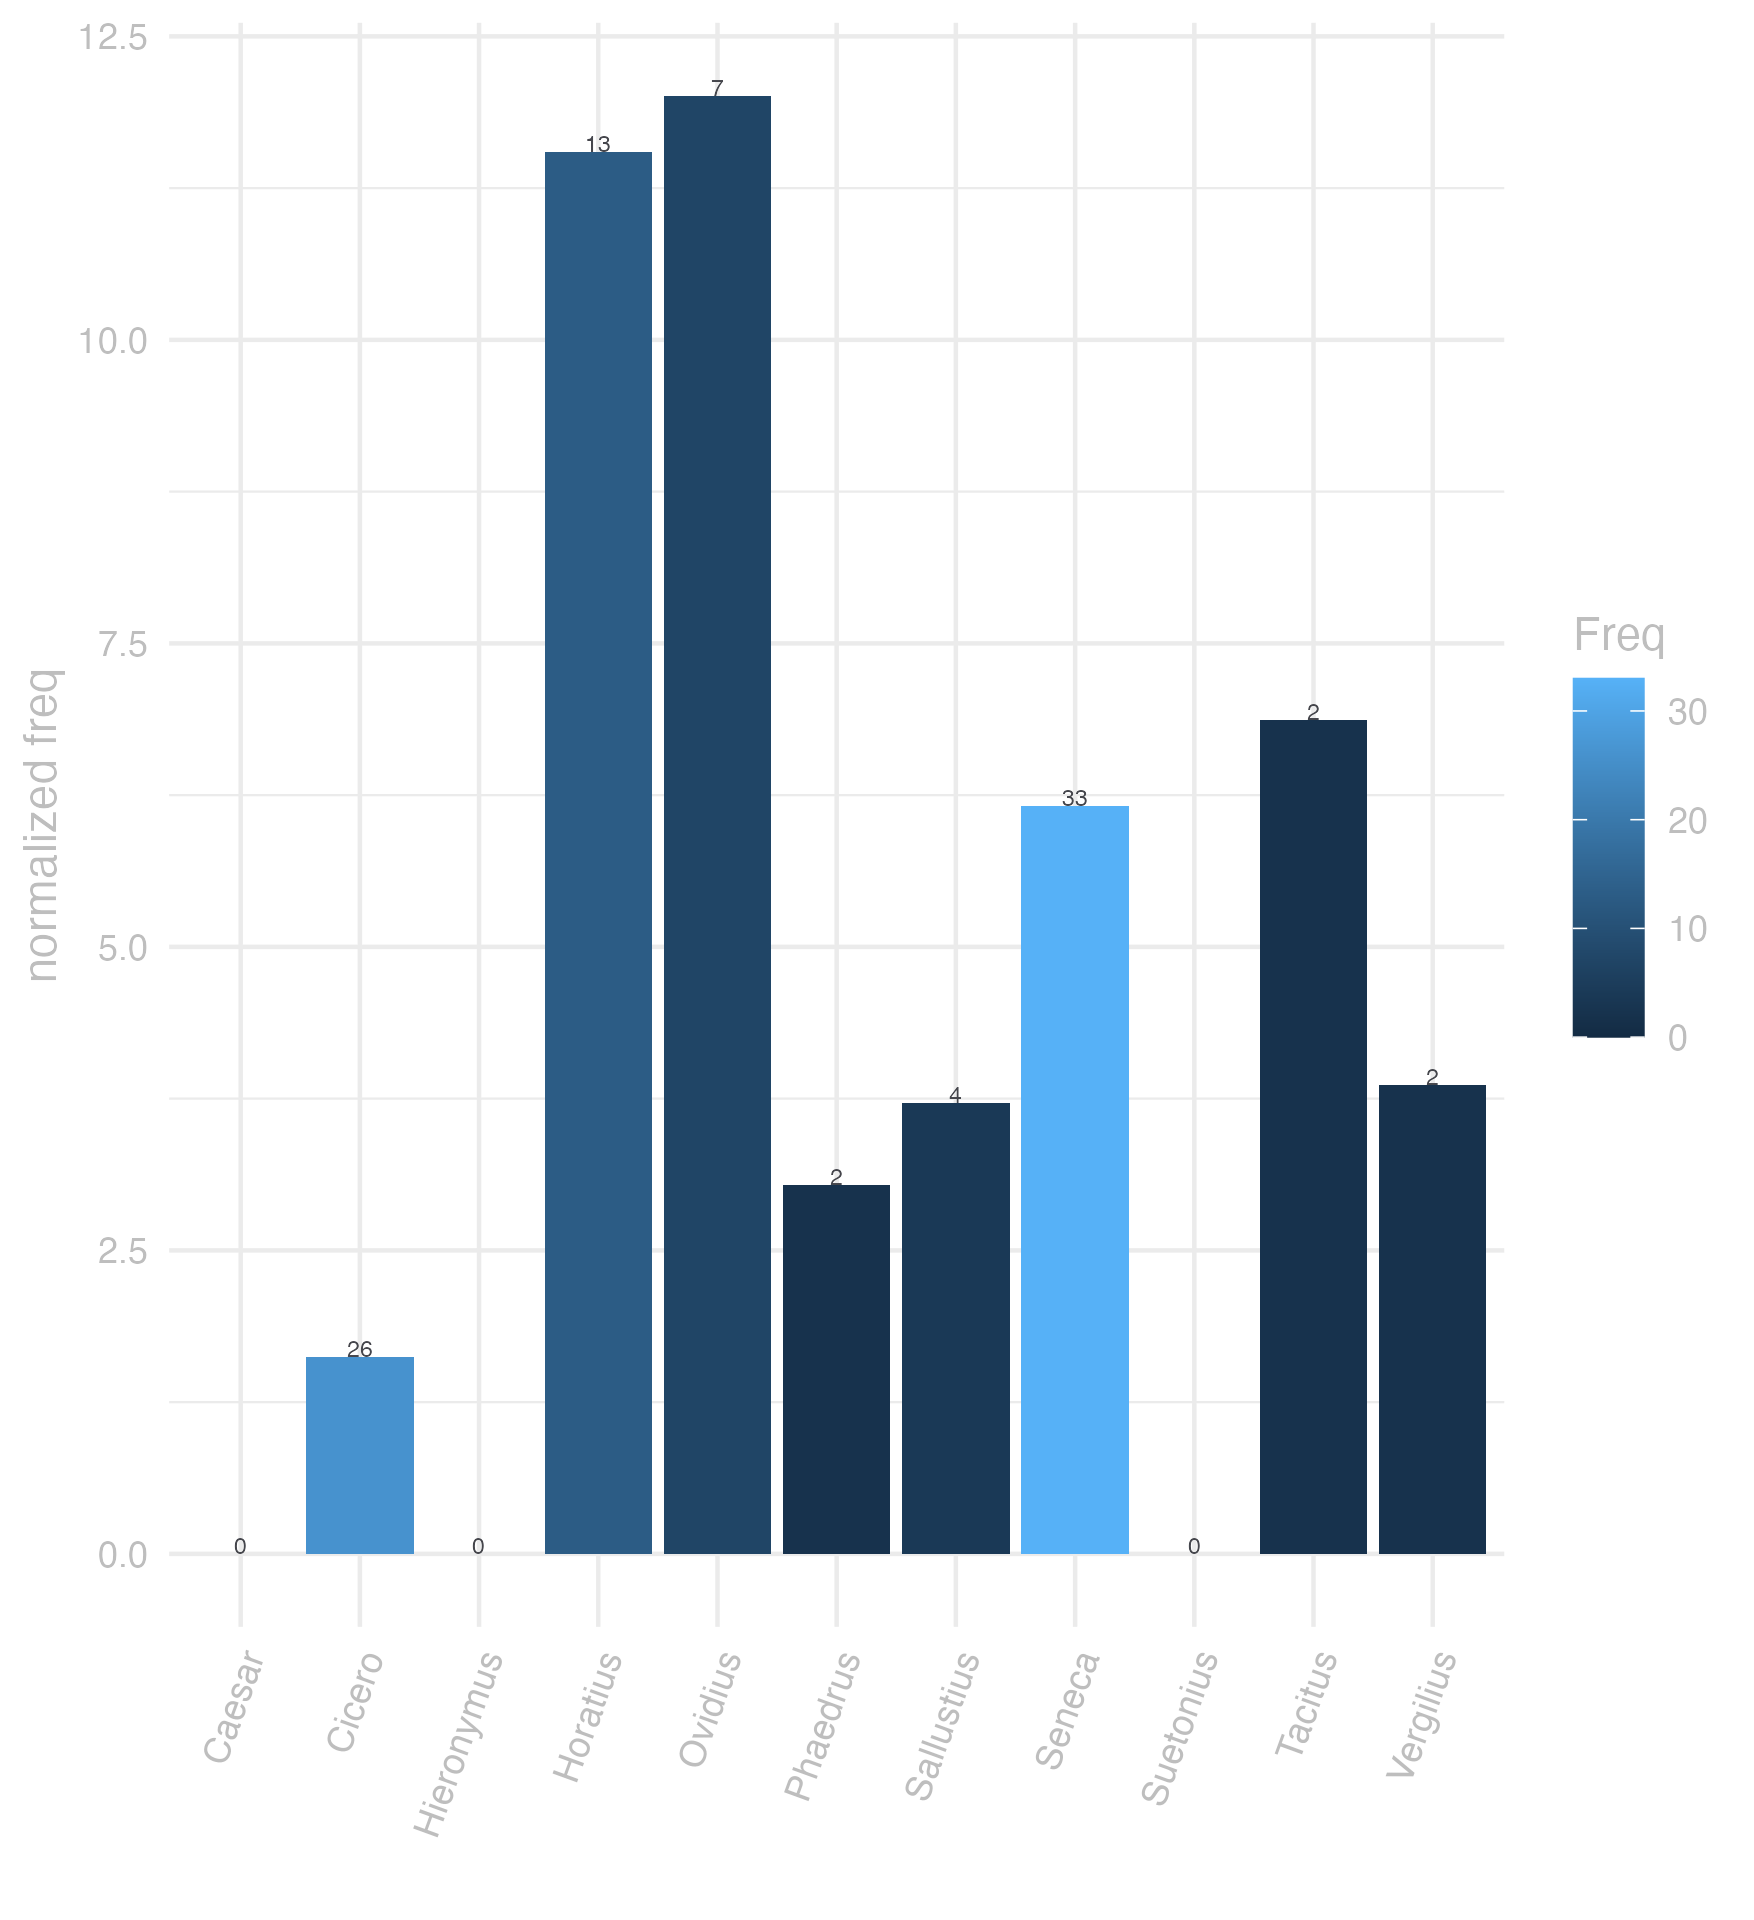 12.5
10.0
7.5
5.0
2.5
0.0
normalized freq
0
26
0
13
7
2
4
33
0
2
2
Caesar
Cicero
Hieronymus
Horatius
Ovidius
Phaedrus
Sallustius
Seneca
Suetonius
Tacitus
Vergilius
Freq
30
20
10
0